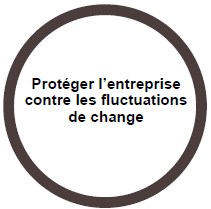 Protéger l’entreprise
contre les fluctuations
de change